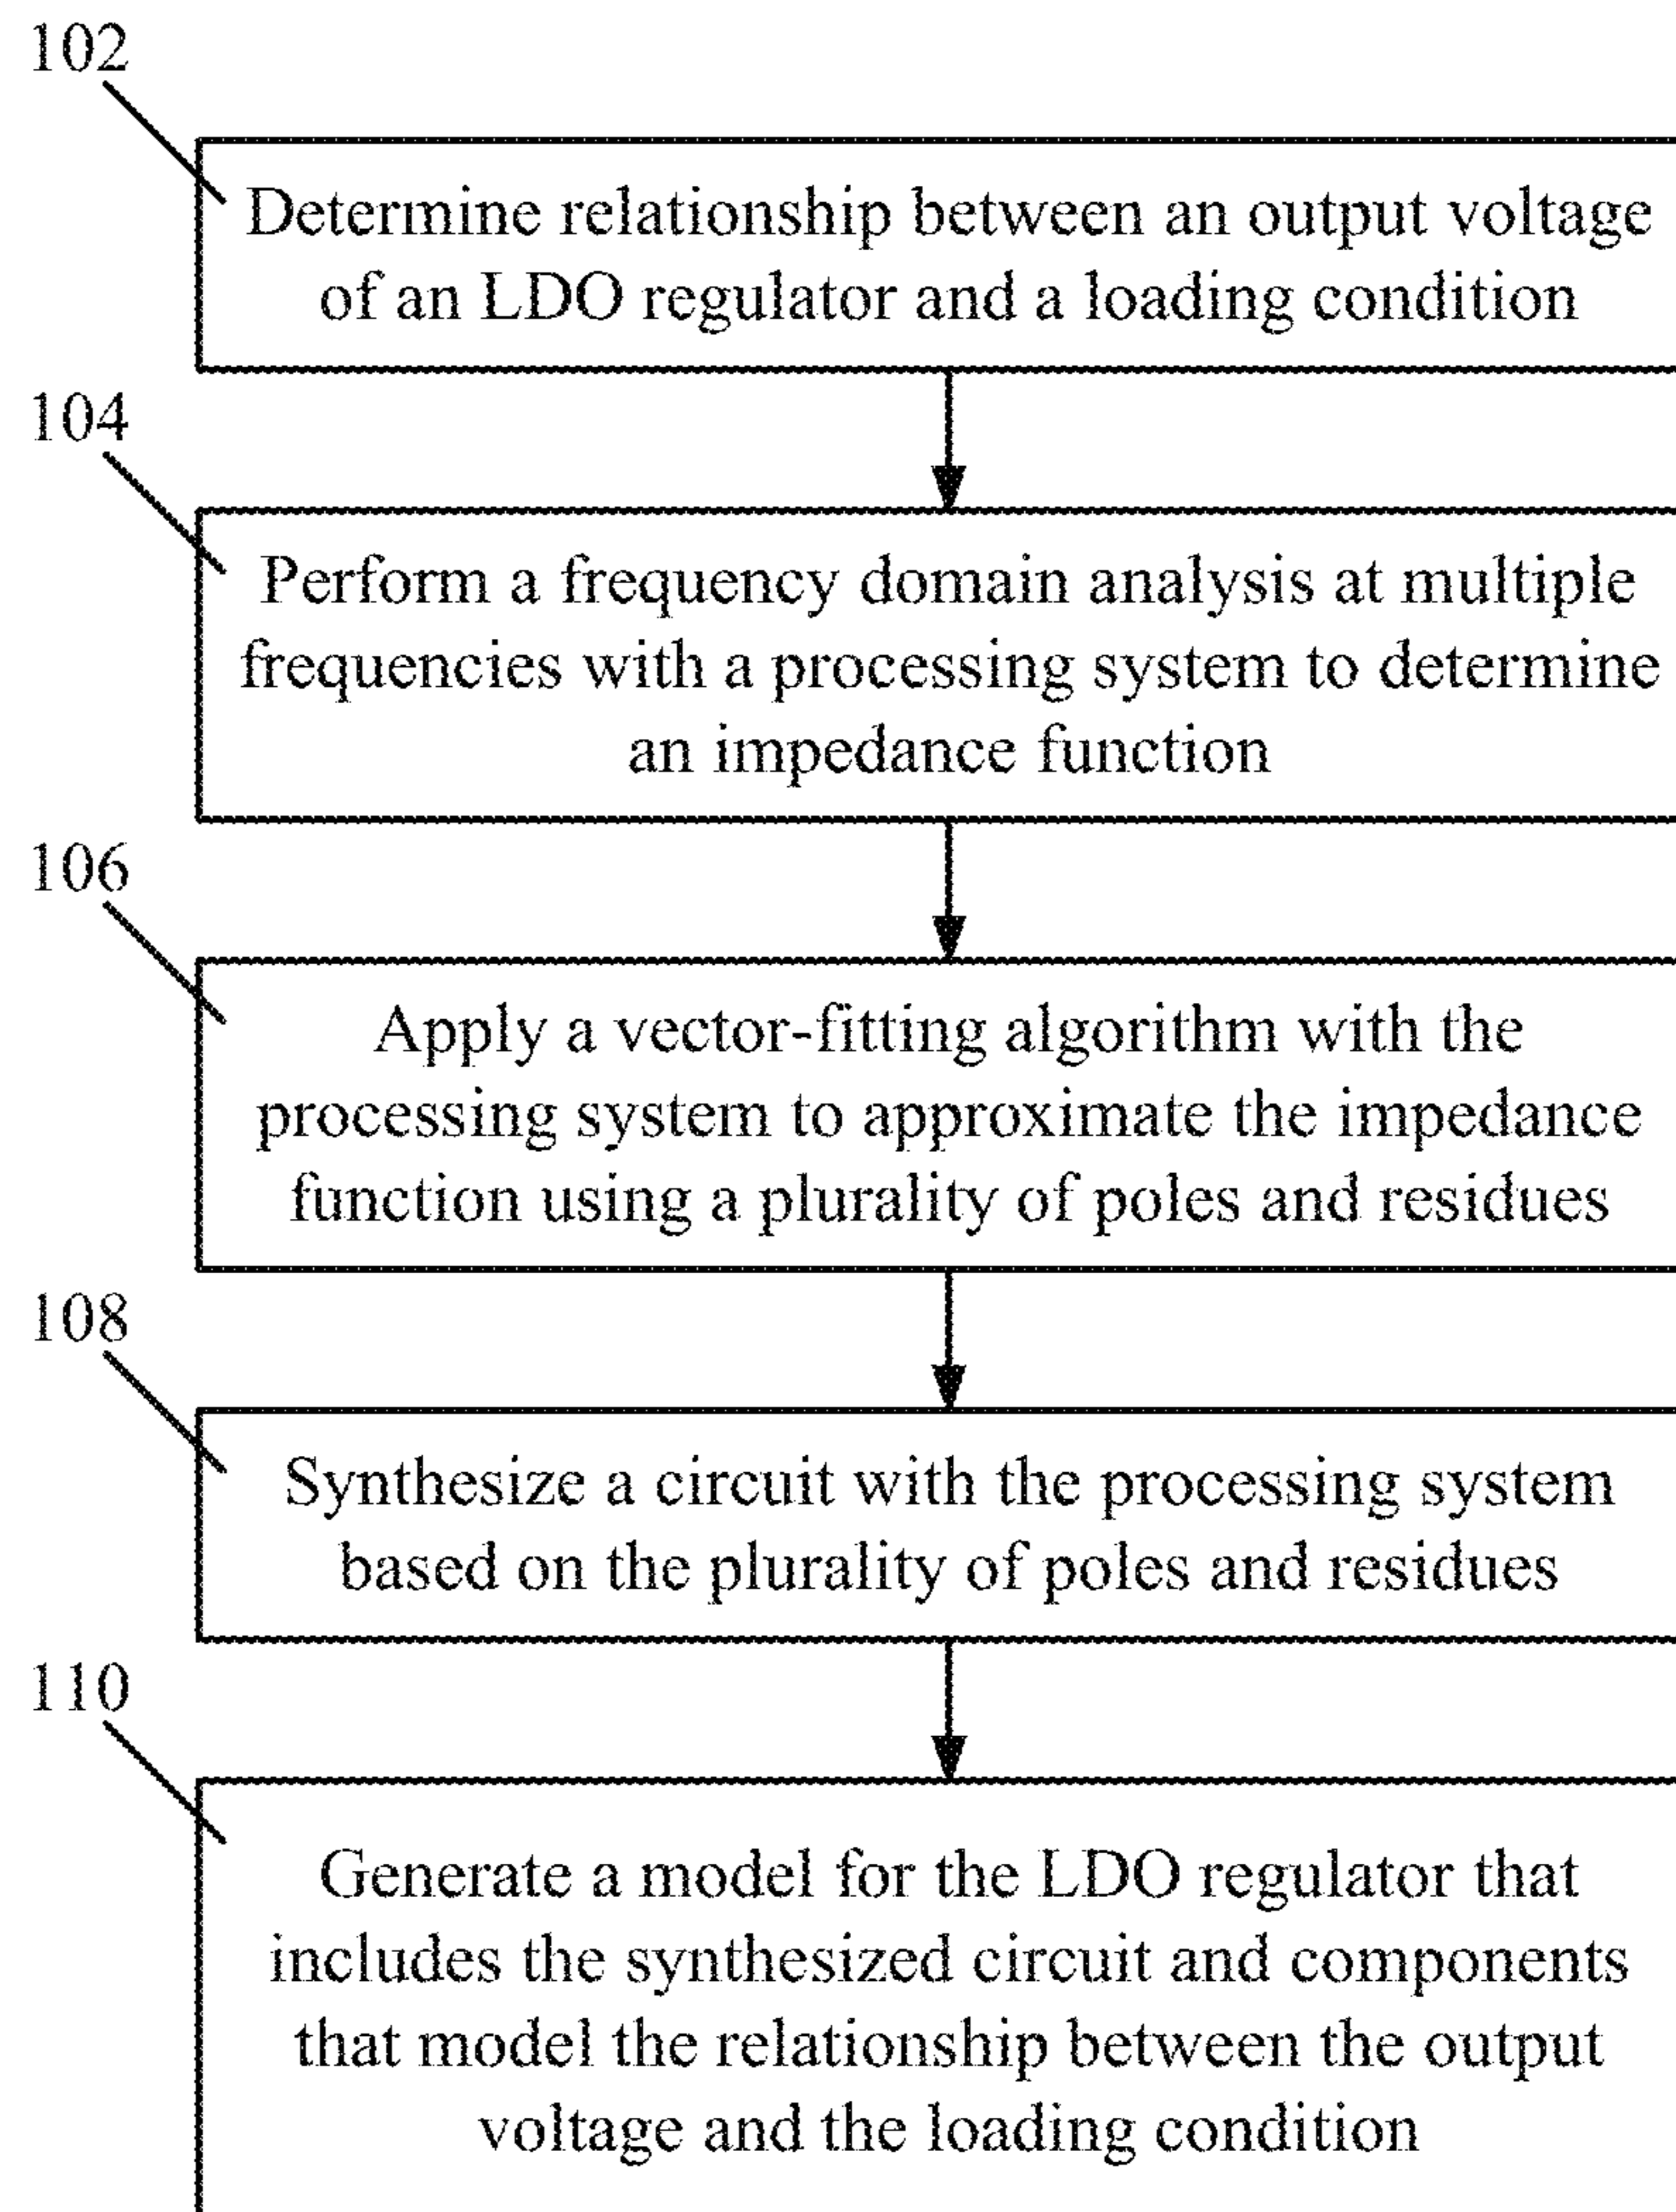 102
Determine relationship between an output voltage
of an LDO regulator and a loading condition
104
Perform a frequency domain analysis at multiple
frequencies with a processing system to determine
an impedance function
106
Apply a vector-fitting algorithm with the
processing system to approximate the impedance
function using a plurality of poles and residues
108
Synthesize a circuit with the processing system
based on the plurality of poles and residues
110
Generate a model for the LDO regulator that
includes the synthesized circuit and components
that model the relationship between the output
voltage and the loading condition